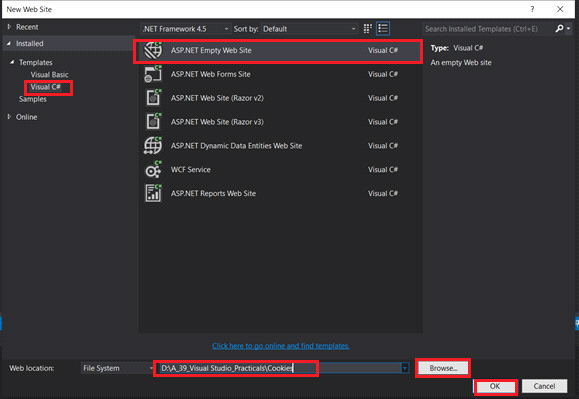 New Web Site
? ×
Recent
.NET Framework 4.5 Sort by: Default
Search Installed Templates (Ctrl+E)
Installed
Templates
Visual Basic
Visual C#
Samples
Online
ASP.NET Empty Web Site Visual C#
ASP.NET Web Forms Site Visual C#
ASP.NET Web Site (Razor v2) Visual C#
ASP.NET Web Site (Razor v3) Visual C#
ASP.NET Dynamic Data Entities Web Site Visual C#
WCF Service Visual C#
ASP.NET Reports Web Site Visual C#
Type: Visual C#
An empty Web site
Click here to go online and find templates.
Web location: File System D:\A_39_Visual Studio_Practicals\Cookies Browse...
OK Cancel